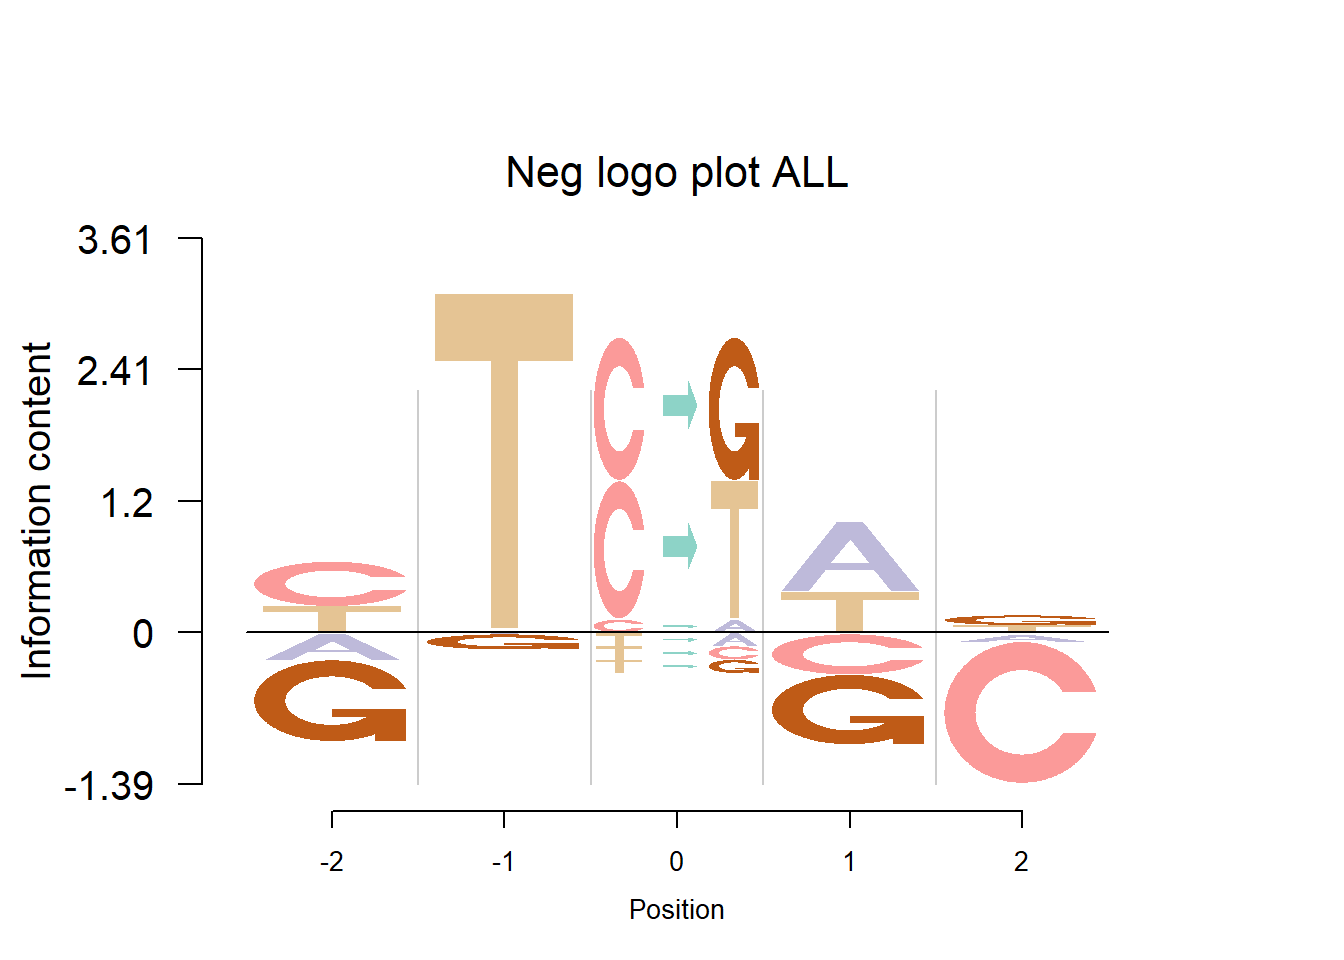 Neg logo plot ALL
3.61
2.41
1.2
0
-1.39
Information content
C T A G
T G
C G
C T
C A
T A
T C
T G
A T C G
G T A C
-2 -1 0 1 2
Position